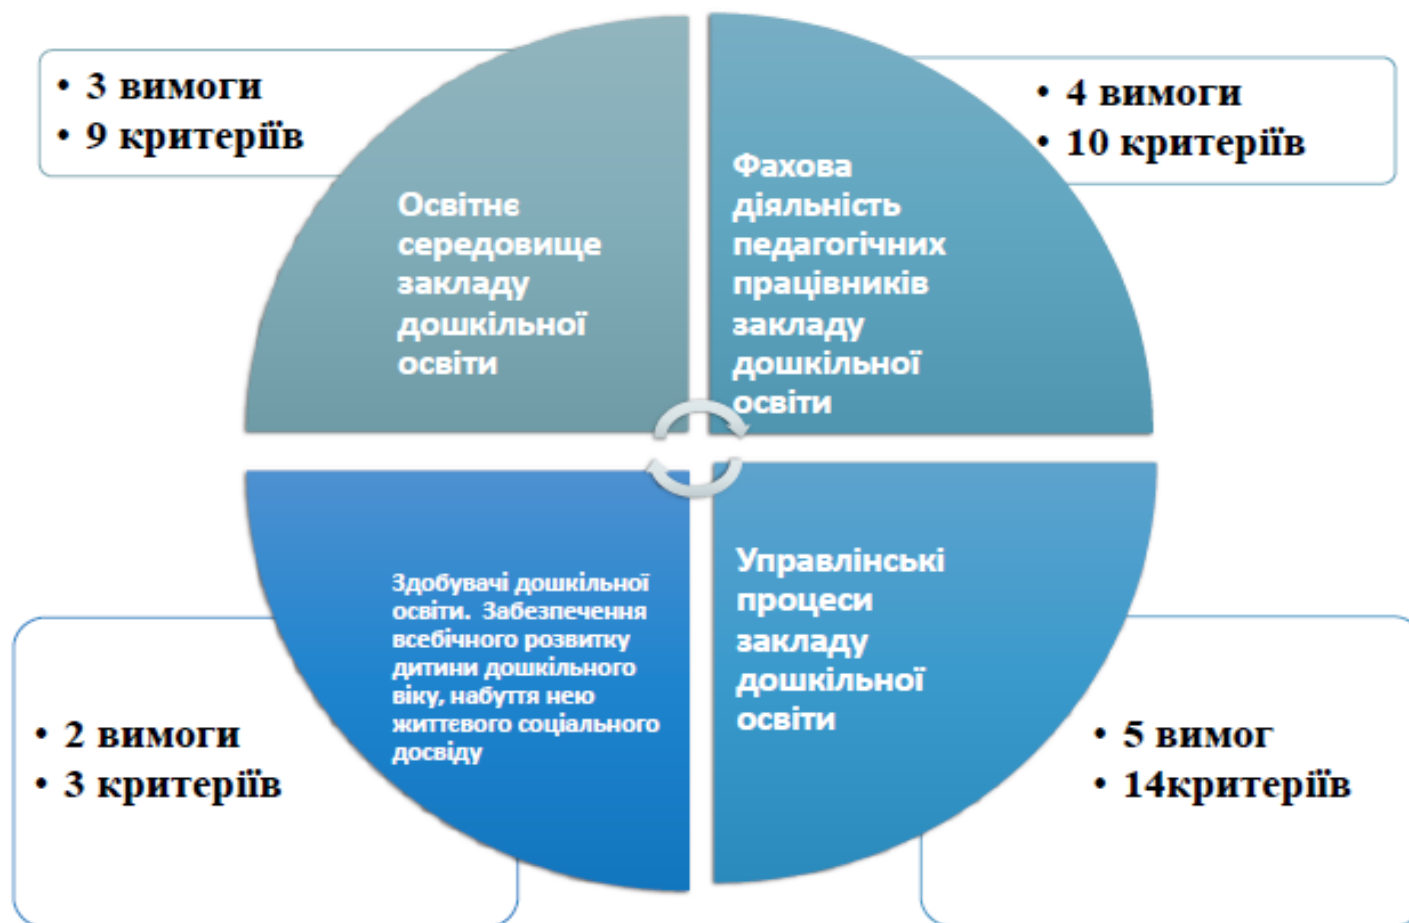 • 3 вимоги
• 9 критеріїв
Освітнє
середовище
закладу
дошкільної
освіти
• 4 вимоги
• 10 критеріїв
Фахова
діяльність
педагогічних
працівників
закладу
дошкільної
освіти
Здобувачі дошкільної
освіти. Забезпечення
всебічного розвитку
дитини дошкільного
віку, набуття нею
життєвого соціального
досвіду
• 2 вимоги
• 3 критеріїв
Управлінські
процеси
закладу
дошкільної
освіти
• 5 вимог
• 14критеріїв